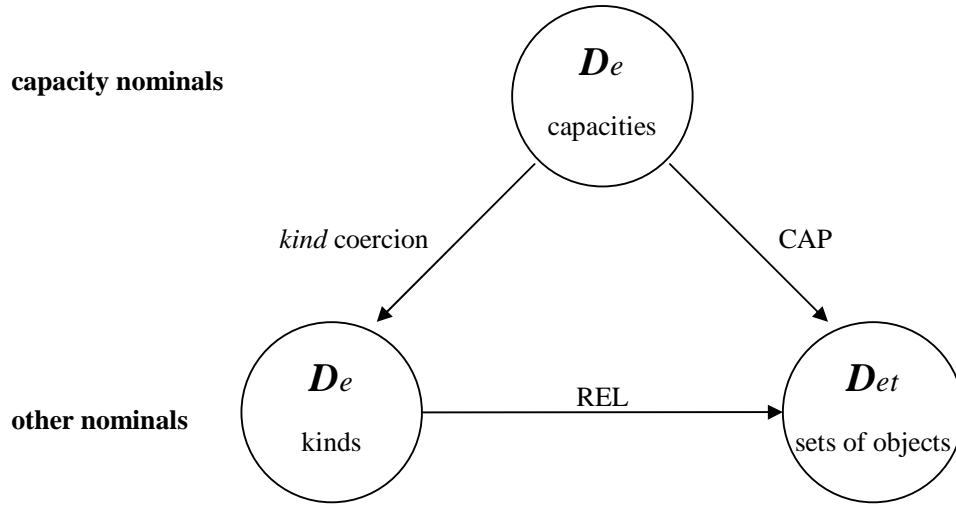 capacity nominals
De
capacities
kind coercion
CAP
De
REL
Det
other nominals
kinds
sets of objects